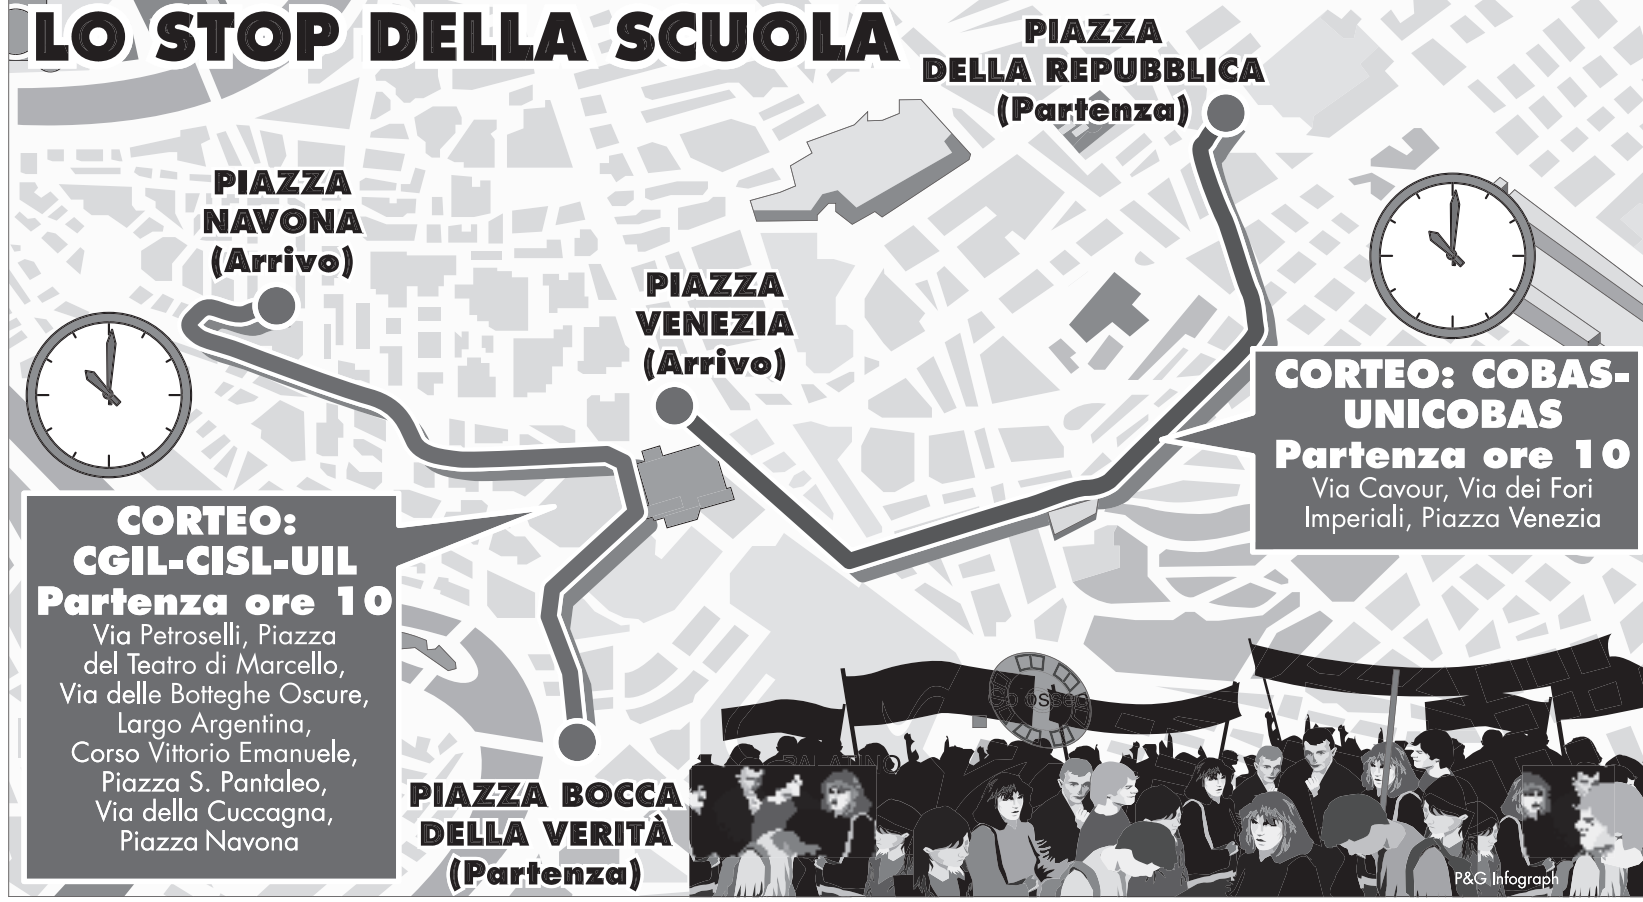 LO STOP DELLA SCUOLA
PIAZZA
DELLA REPUBBLICA
(Partenza)
PIAZZA
NAVONA
(Arrivo)
PIAZZA
VENEZIA
(Arrivo)
CORTEO: COBAS-
UNICOBAS
Partenza ore 10
Via Cavour, Via dei Fori
Imperiali, Piazza Venezia
CORTEO:
CGIL-CISL-UIL
Partenza ore 10
Via Petroselli, Piazza
del Teatro di Marcello,
Via delle Botteghe Oscure,
Largo Argentina,
Corso Vittorio Emanuele,
Piazza S. Pantaleo,
Via della Cuccagna,
Piazza Navona
PIAZZA BOCCA
DELLA VERITÀ
(Partenza)
Colosseo
PALATINO
P&G Infograph